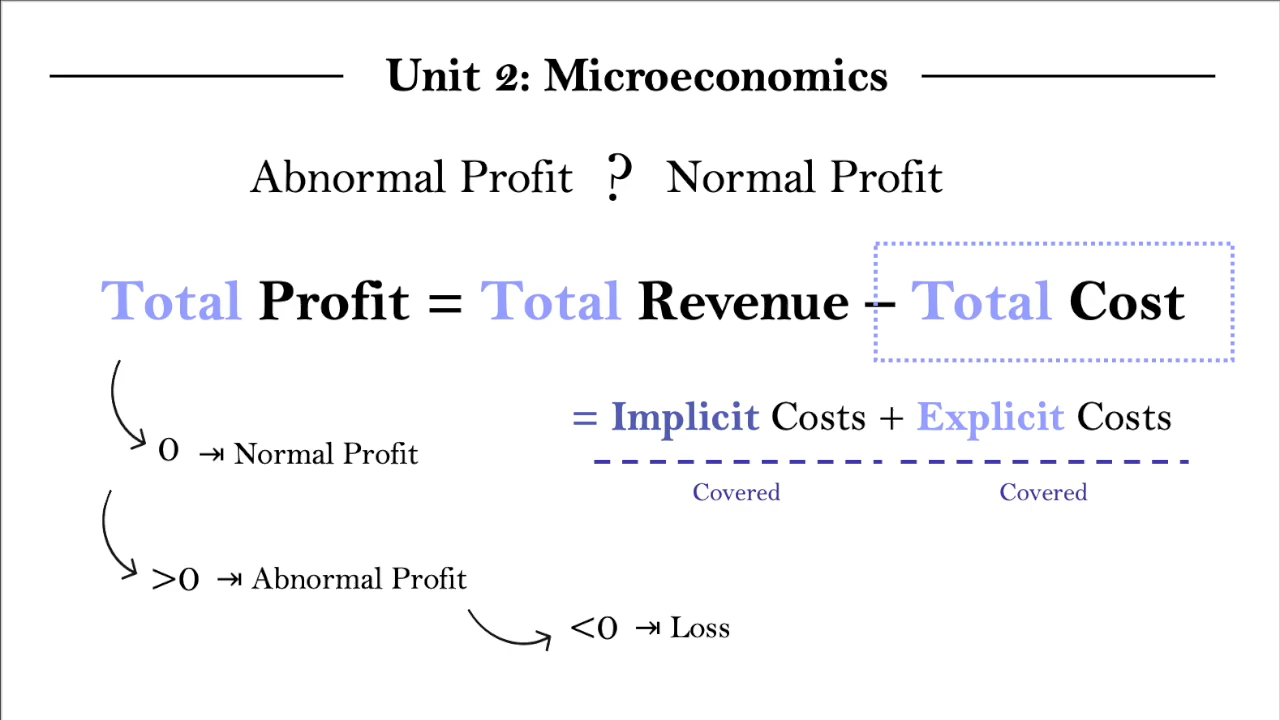 Unit 2: Microeconomics
Abnormal Profit ? Normal Profit
Total Profit = Total Revenue - Total Cost
= Implicit Costs + Explicit Costs
0 ⇥ Normal Profit
Covered Covered
>0 ⇥ Abnormal Profit
<0 ⇥ Loss